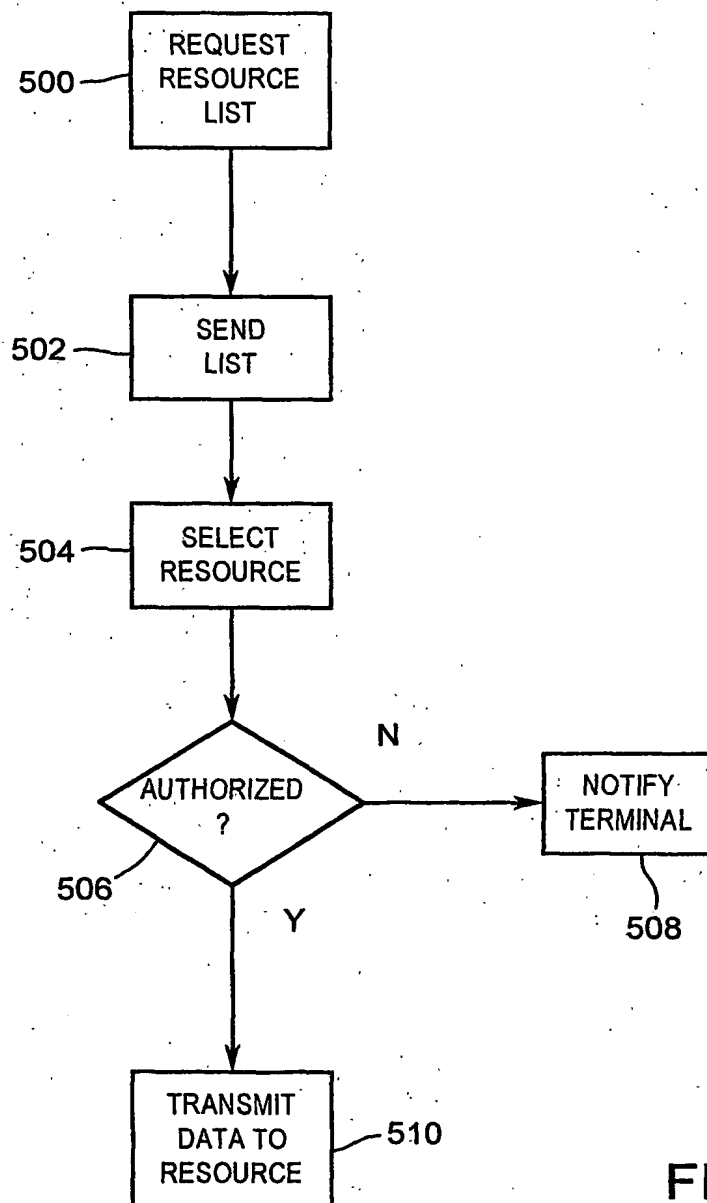 REQUEST
RESOURCE
LIST
500
SEND
LIST
502
SELECT
RESOURCE
504
AUTHORIZED
?
506
N
NOTIFY
TERMINAL
508
Y
TRANSMIT
DATA TO
RESOURCE
510